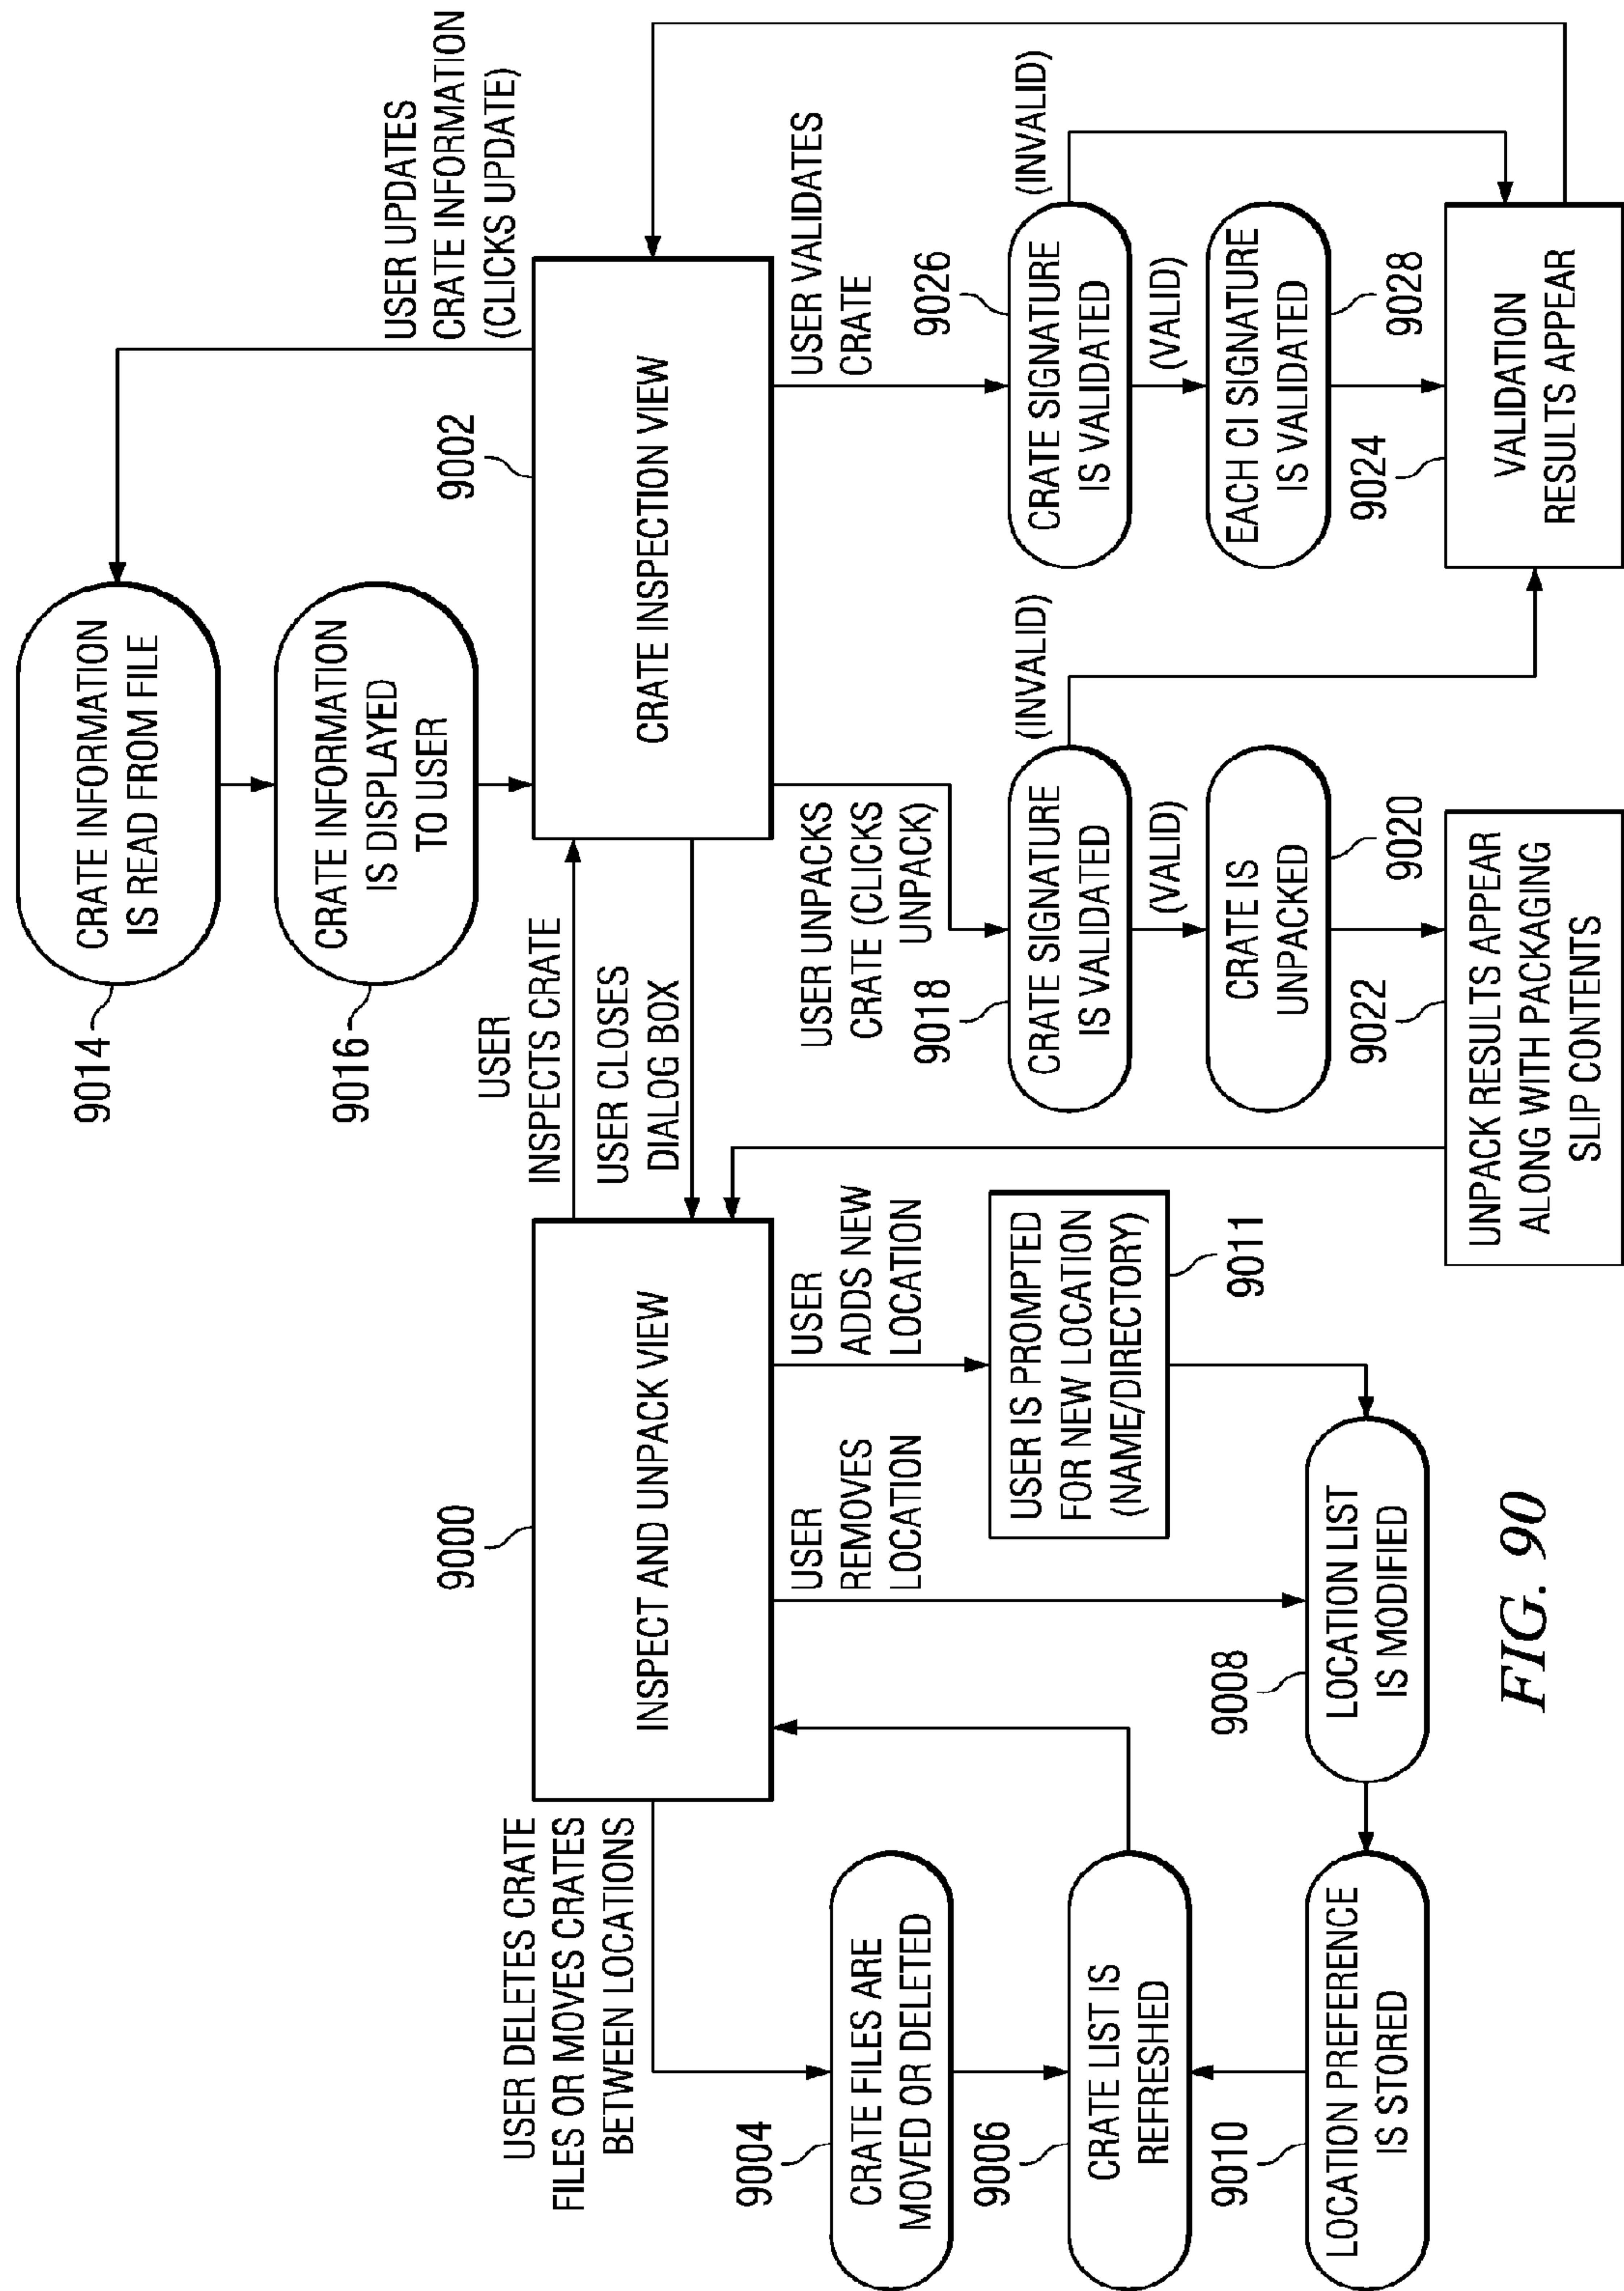 9014
CRATE INFORMATION
IS READ FROM FILE
USER UPDATES
CRATE INFORMATION
(CLICKS UPDATE)
9016
CRATE INFORMATION
IS DISPLAYED
TO USER
9000
INSPECT AND UNPACK VIEW
USER
INSPECTS CRATE
USER CLOSES
DIALOG BOX
9002
CRATE INSPECTION VIEW
USER DELETES CRATE
FILES OR MOVES CRATES
BETWEEN LOCATIONS
USER
REMOVES
LOCATION
USER
ADDS NEW
LOCATION
USER UNPACKS
CRATE (CLICKS
UNPACK)
USER VALIDATES
CRATE
9004
CRATE FILES ARE
MOVED OR DELETED
USER IS PROMPTED
FOR NEW LOCATION
(NAME/DIRECTORY)
9011
9018
CRATE SIGNATURE
IS VALIDATED
(INVALID)
(VALID)
9026
CRATE SIGNATURE
IS VALIDATED
(INVALID)
(VALID)
9006
CRATE LIST IS
REFRESHED
CRATE IS
UNPACKED
9020
EACH CI SIGNATURE
IS VALIDATED
9028
9010
LOCATION PREFERENCE
IS STORED
9008
LOCATION LIST
IS MODIFIED
9022
UNPACK RESULTS APPEAR
ALONG WITH PACKAGING
SLIP CONTENTS
9024
VALIDATION
RESULTS APPEAR
FIG. 90